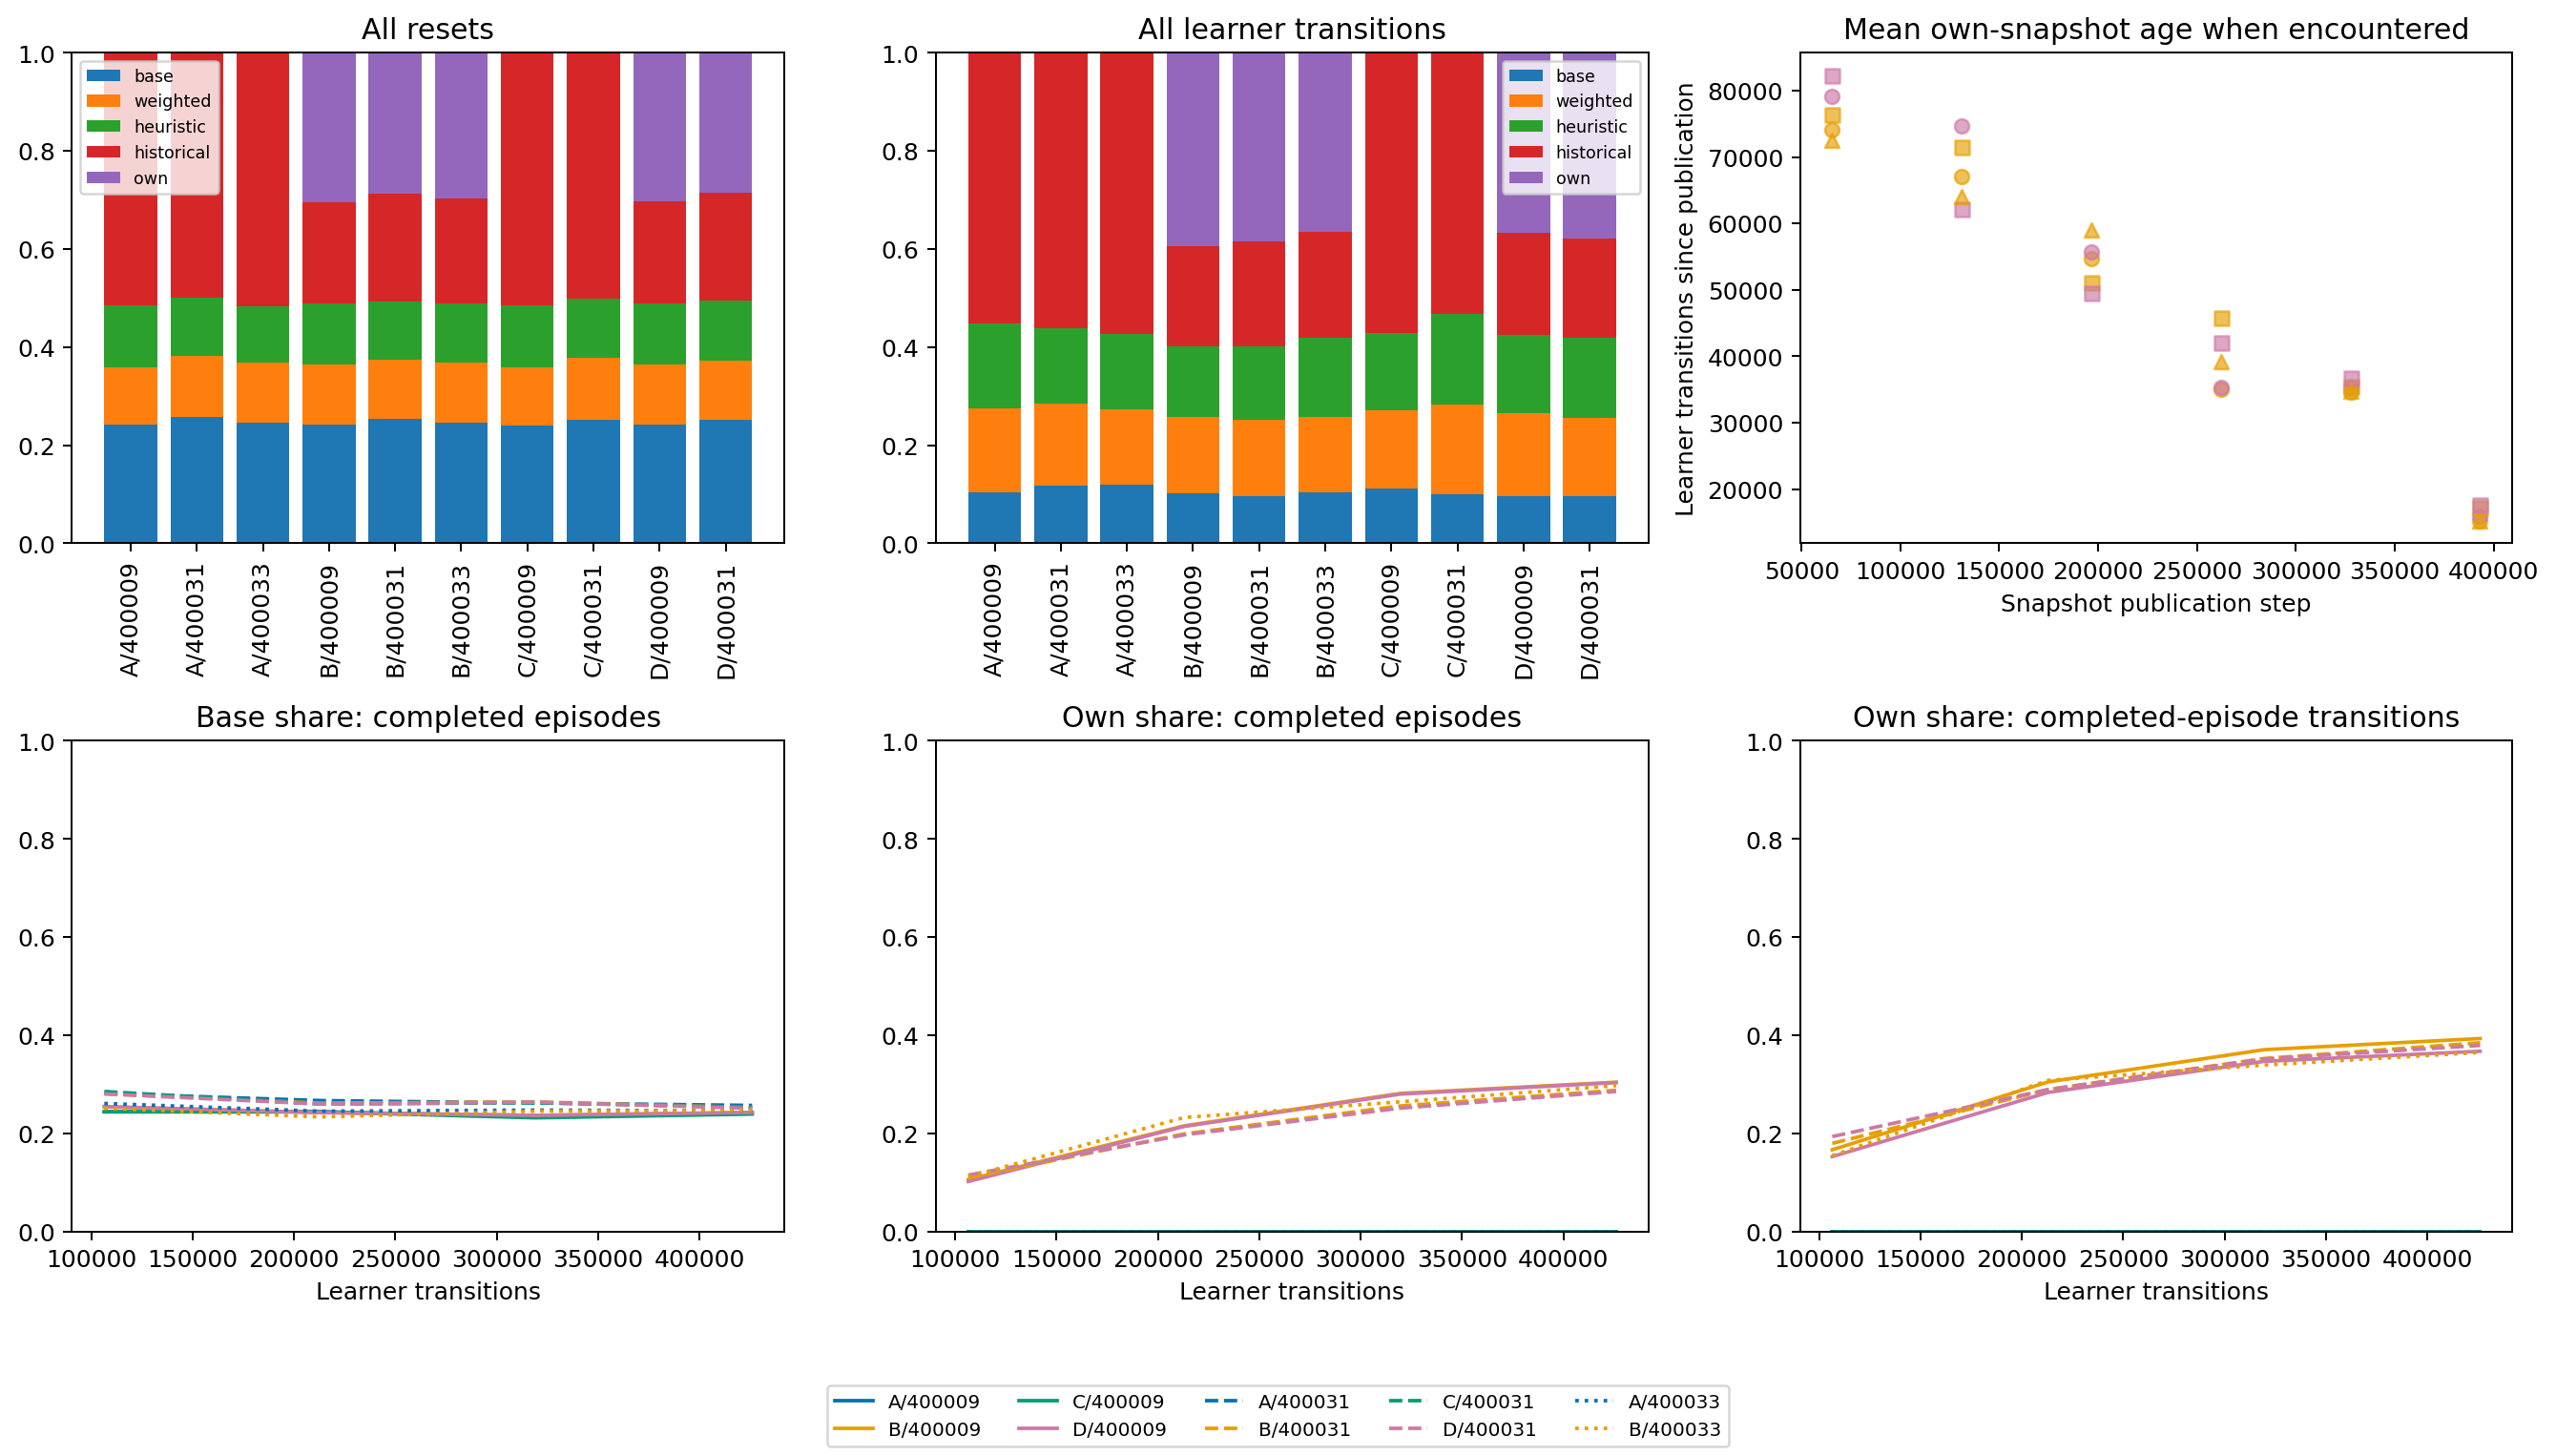 All resets
1.0
0.8
0.6
0.4
0.2
0.0
base
weighted
heuristic
historical
own
A/400009
A/400031
A/400033
B/400009
B/400031
B/400033
C/400009
C/400031
D/400009
D/400031
All learner transitions
1.0
0.8
0.6
0.4
0.2
0.0
base
weighted
heuristic
historical
own
A/400009
A/400031
A/400033
B/400009
B/400031
B/400033
C/400009
C/400031
D/400009
D/400031
Mean own-snapshot age when encountered
Learner transitions since publication
80000
70000
60000
50000
40000
30000
20000
50000 100000 150000 200000 250000 300000 350000 400000
Snapshot publication step
Base share: completed episodes
1.0
0.8
0.6
0.4
0.2
0.0
100000 150000 200000 250000 300000 350000 400000
Learner transitions
Own share: completed episodes
1.0
0.8
0.6
0.4
0.2
0.0
100000 150000 200000 250000 300000 350000 400000
Learner transitions
Own share: completed-episode transitions
1.0
0.8
0.6
0.4
0.2
0.0
100000 150000 200000 250000 300000 350000 400000
Learner transitions
A/400009 C/400009 A/400031 C/400031 A/400033
B/400009 D/400009 B/400031 D/400031 B/400033